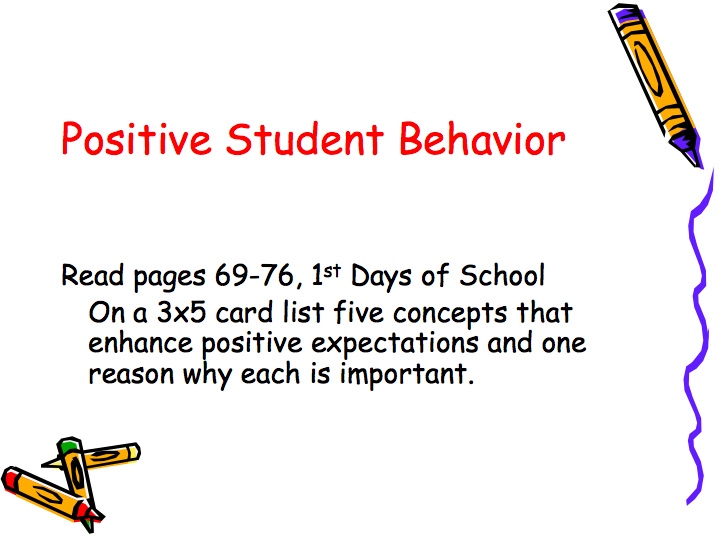 Positive Student Behavior
Read pages 69-76, 1st Days of School
On a 3x5 card list five concepts that
enhance positive expectations and one
reason why each is important.